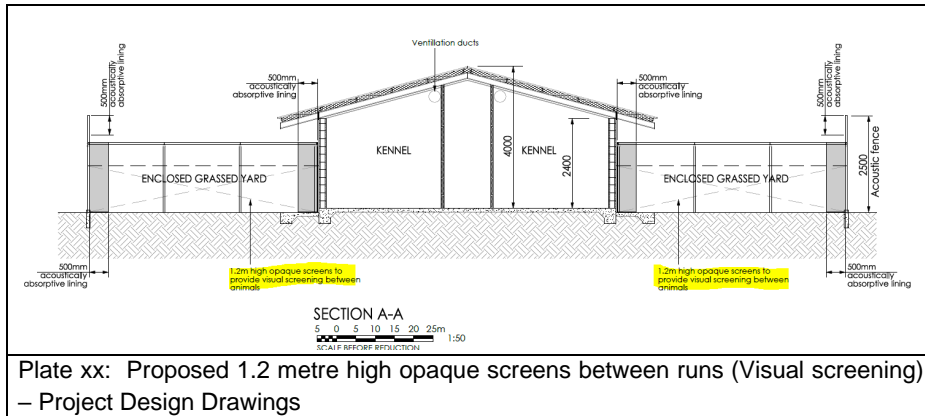 Ventillation ducts
500mm
acoustically
absorptive lining
500mm
acoustically
absorptive lining
500mm
acoustically
absorptive lining
500mm
acoustically
absorptive lining
KENNEL
4000
KENNEL
2400
ENCLOSED GRASSED YARD
ENCLOSED GRASSED YARD
2500
Acoustic fence
500mm
acoustically
absorptive lining
1.2m high opaque screens to
provide visual screening between
animals
1.2m high opaque screens to
provide visual screening between
animals
500mm
acoustically
absorptive lining
SECTION A-A
5 0 5 10 15 20 25m
1:50
SCALE BEFORE REDUCTION
Plate xx: Proposed 1.2 metre high opaque screens between runs (Visual screening)
– Project Design Drawings